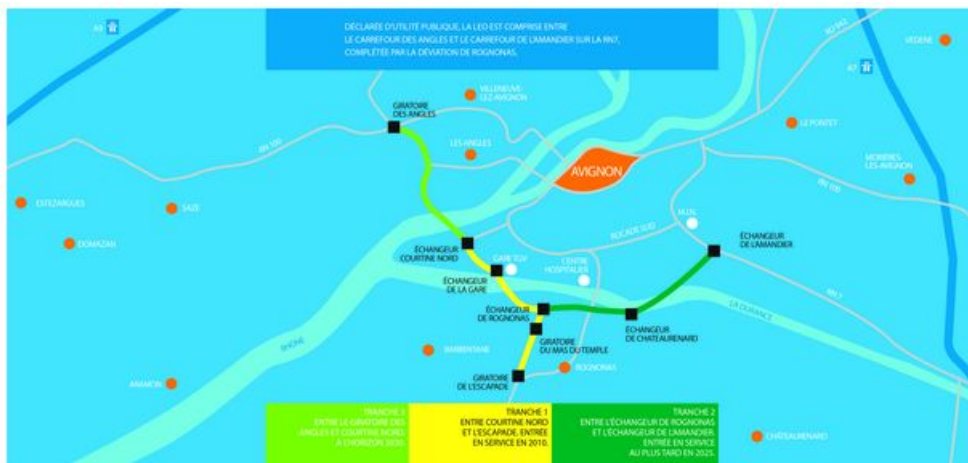 DÉCLARÉE D'UTILITÉ PUBLIQUE, LA LEO EST COMPRISE ENTRE
LE CARREFOUR DES ANGLES ET LE CARREFOUR DE L'AMANDIER SUR LA RN7,
COMPLÉTÉE PAR LA DÉVIATION DE ROGNONAS.
A9
RD 942
VEDENE
A7
VILLENEUVE
LEZ-AVIGNON
GIRATOIRE
DES ANGLES
LE PONTET
RN 100
LES ANGLES
AVIGNON
MORIÈRES-
LES-AVIGNON
RN 100
ESTEZARGUES
SAZE
DOMAZAN
M.I.N.
ROCADE SUD
ÉCHANGEUR
DE L'AMANDIER
ÉCHANGEUR
COURTINE NORD
GARE TGV
CENTRE
HOSPITALIER
ÉCHANGEUR
DE LA GARE
RN 7
LA DURANCE
ÉCHANGEUR
DE ROGNONAS
ÉCHANGEUR
DE CHATEAURENARD
RHÔNE
GIRATOIRE
DU MAS DU TEMPLE
BARBENTANE
ROGNONAS
GIRATOIRE
DE L'ESCAPADE
ARAMON
TRANCHE 3
ENTRE LE GIRATOIRE DES
ANGLES ET COURTINE NORD.
A L'HORIZON 2030.
TRANCHE 1
ENTRE COURTINE NORD
ET L'ESCAPADE. ENTRÉE
EN SERVICE EN 2010.
TRANCHE 2
ENTRE L'ÉCHANGEUR DE ROGNONAS
ET L'ÉCHANGEUR DE L'AMANDIER.
ENTRÉE EN SERVICE
AU PLUS TARD EN 2025.
CHÂTEAURENARD